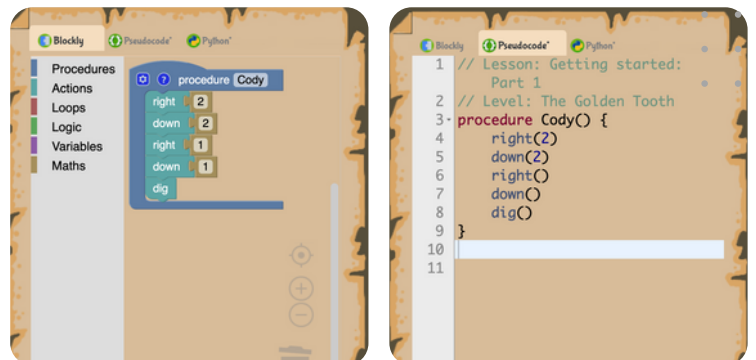 Blockly Pseudocode* Python*
Procedures
Actions
Loops
Logic
Variables
Maths
? procedure Cody
right 2
down 2
right 1
down 1
dig
Blockly Pseudocode* Python*
1 // Lesson: Getting started:
Part 1
2 // Level: The Golden Tooth
3 procedure Cody() {
4 right(2)
5 down(2)
6 right()
7 down()
8 dig()
9 }
10
11